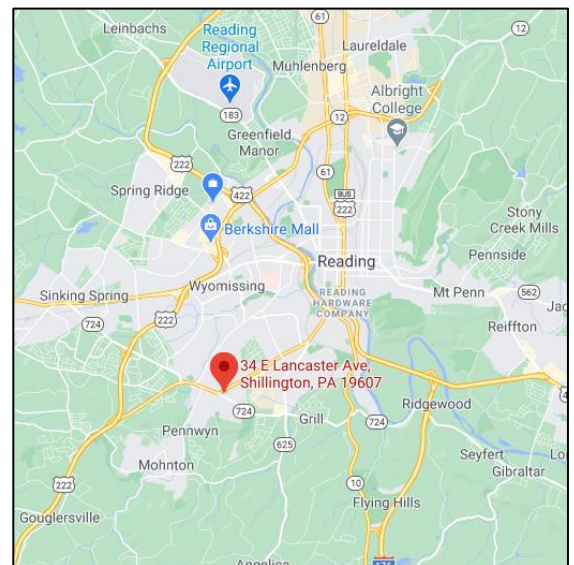 61
Leinbachs
12
Reading
Regional
Airport
Laureldale
Muhlenberg
183
Albright
College
12
Greenfield
Manor
61
222
Spring Ridge
422
BUS
222
Stony
Creek Mills
Berkshire Mall
Pennside
Reading
Sinking Spring
Wyomissing
READING
HARDWARE
COMPANY
Mt Penn
562
724
222
Reiffton
34 E Lancaster Ave,
Shillington, PA 19607
724
Grill
724
Ridgewood
Pennwyn
625
Seyfert
Mohnton
Gibraltar
222
10
Flying Hills
Gouglersville